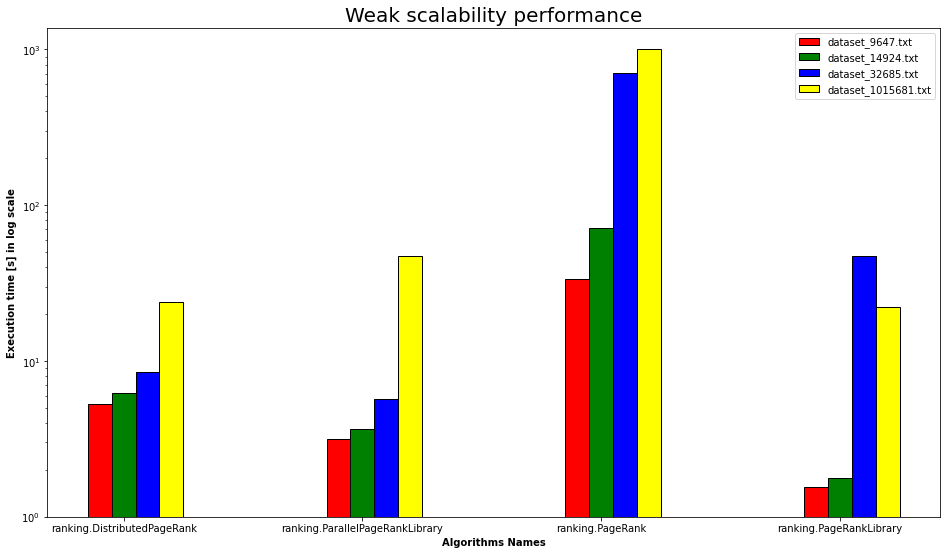 Weak scalability performance
dataset_9647.txt
dataset_14924.txt
dataset_32685.txt
dataset_1015681.txt
Execution time [s] in log scale
10³
10²
10¹
10⁰
ranking.DistributedPageRank
ranking.ParallelPageRankLibrary
ranking.PageRank
ranking.PageRankLibrary
Algorithms Names